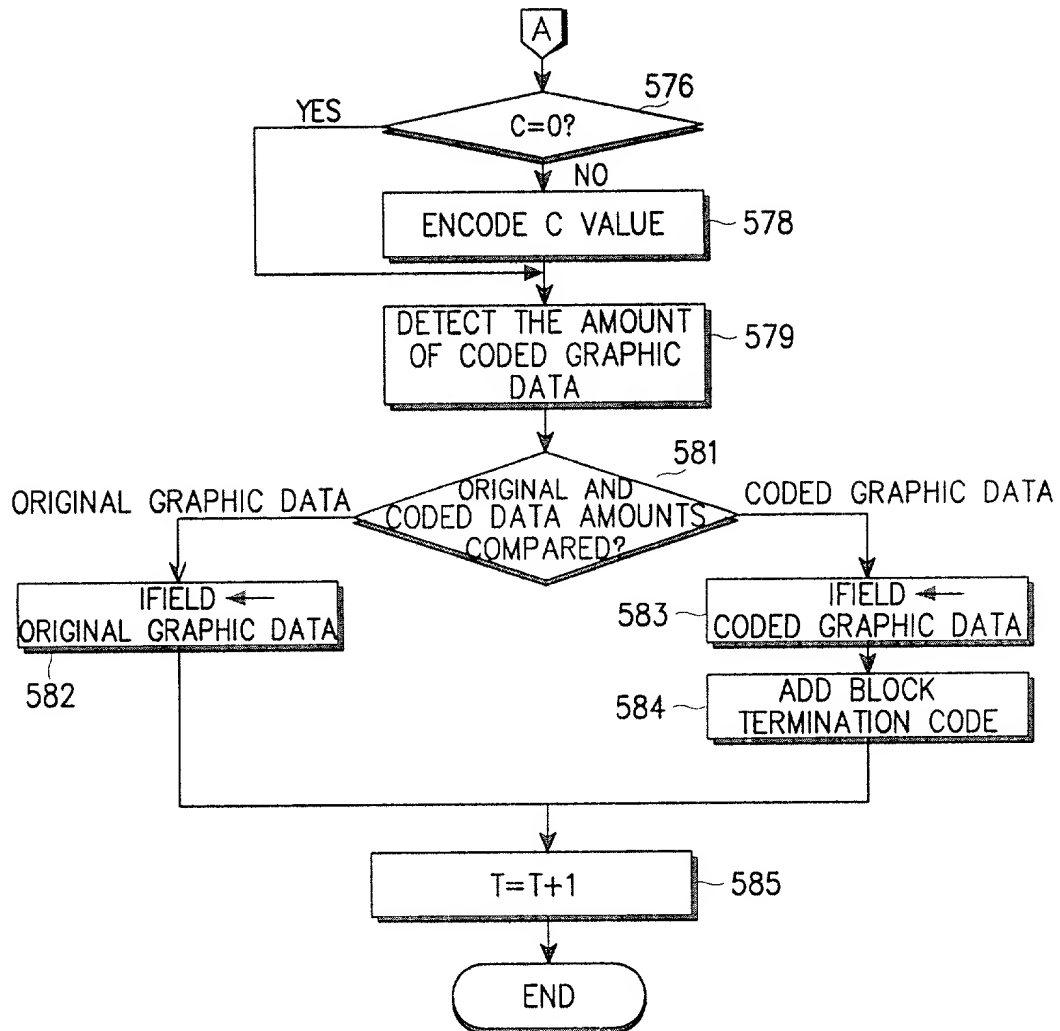 A
576
YES
C=0?
NO
ENCODE C VALUE
578
DETECT THE AMOUNT
OF CODED GRAPHIC
DATA
579
581
ORIGINAL GRAPHIC DATA
ORIGINAL AND
CODED DATA AMOUNTS
COMPARED?
CODED GRAPHIC DATA
IFIELD ←
ORIGINAL GRAPHIC DATA
582
583
IFIELD ←
CODED GRAPHIC DATA
584
ADD BLOCK
TERMINATION CODE
T=T+1
585
END